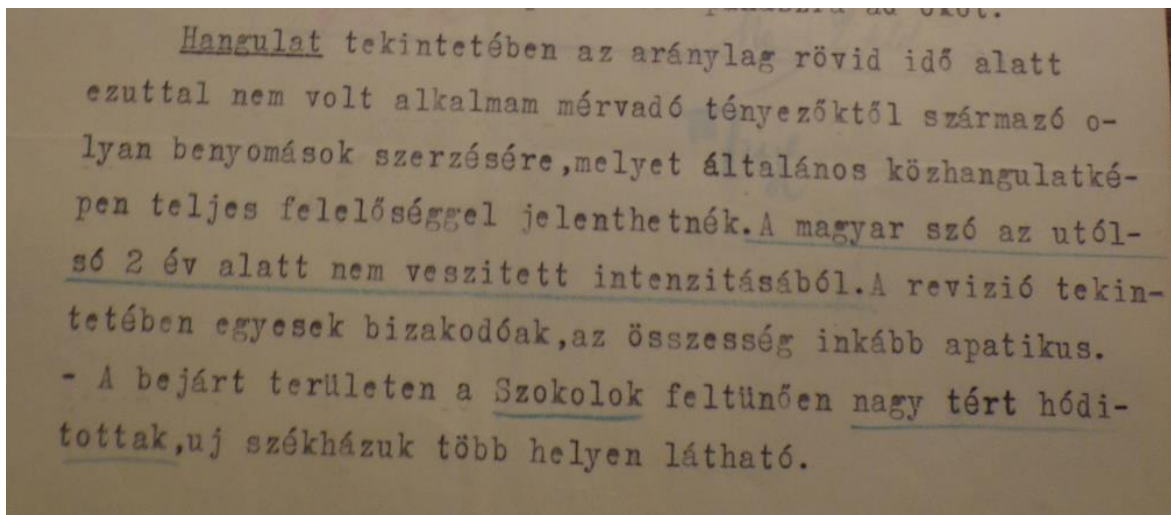 ad okot.
Hangulat tekintetében az aránylag rövid idő alatt
ezuttal nem volt alkalmam mérvadó tényezőktől származó o-
lyan benyomások szerzésére,melyet általános közhangulatké-
pen teljes felelőséggel jelenthetnék.A magyar szó az utól-
só 2 év alatt nem veszitett intenzitásából.A revizió tekin-
tetében egyesek bizakodóak,az összesség inkább apatikus.
- A bejárt területen a Szokolok feltünően nagy tért hódi-
tottak,uj székházuk több helyen látható.